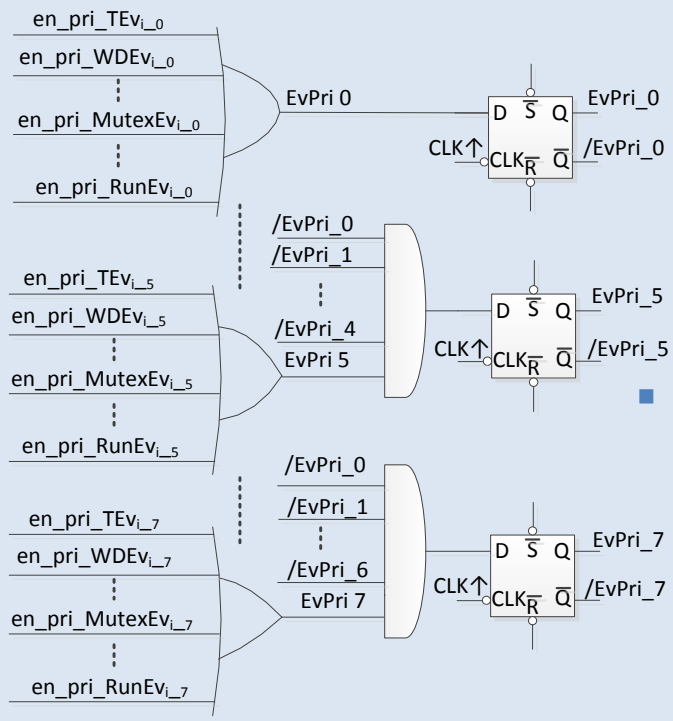 en_pri_TEvi_0
en_pri_WDEvi_0
en_pri_MutexEvi_0
en_pri_RunEvi_0
EvPri 0
D S̅ Q
CLK↑
CLK R̅ Q̅
EvPri_0
/EvPri_0
/EvPri_0
/EvPri_1
/EvPri_4
EvPri 5
en_pri_TEvi_5
en_pri_WDEvi_5
en_pri_MutexEvi_5
en_pri_RunEvi_5
D S̅ Q
CLK↑
CLK R̅ Q̅
EvPri_5
/EvPri_5
/EvPri_0
/EvPri_1
/EvPri_6
EvPri 7
en_pri_TEvi_7
en_pri_WDEvi_7
en_pri_MutexEvi_7
en_pri_RunEvi_7
D S̅ Q
CLK↑
CLK R̅ Q̅
EvPri_7
/EvPri_7